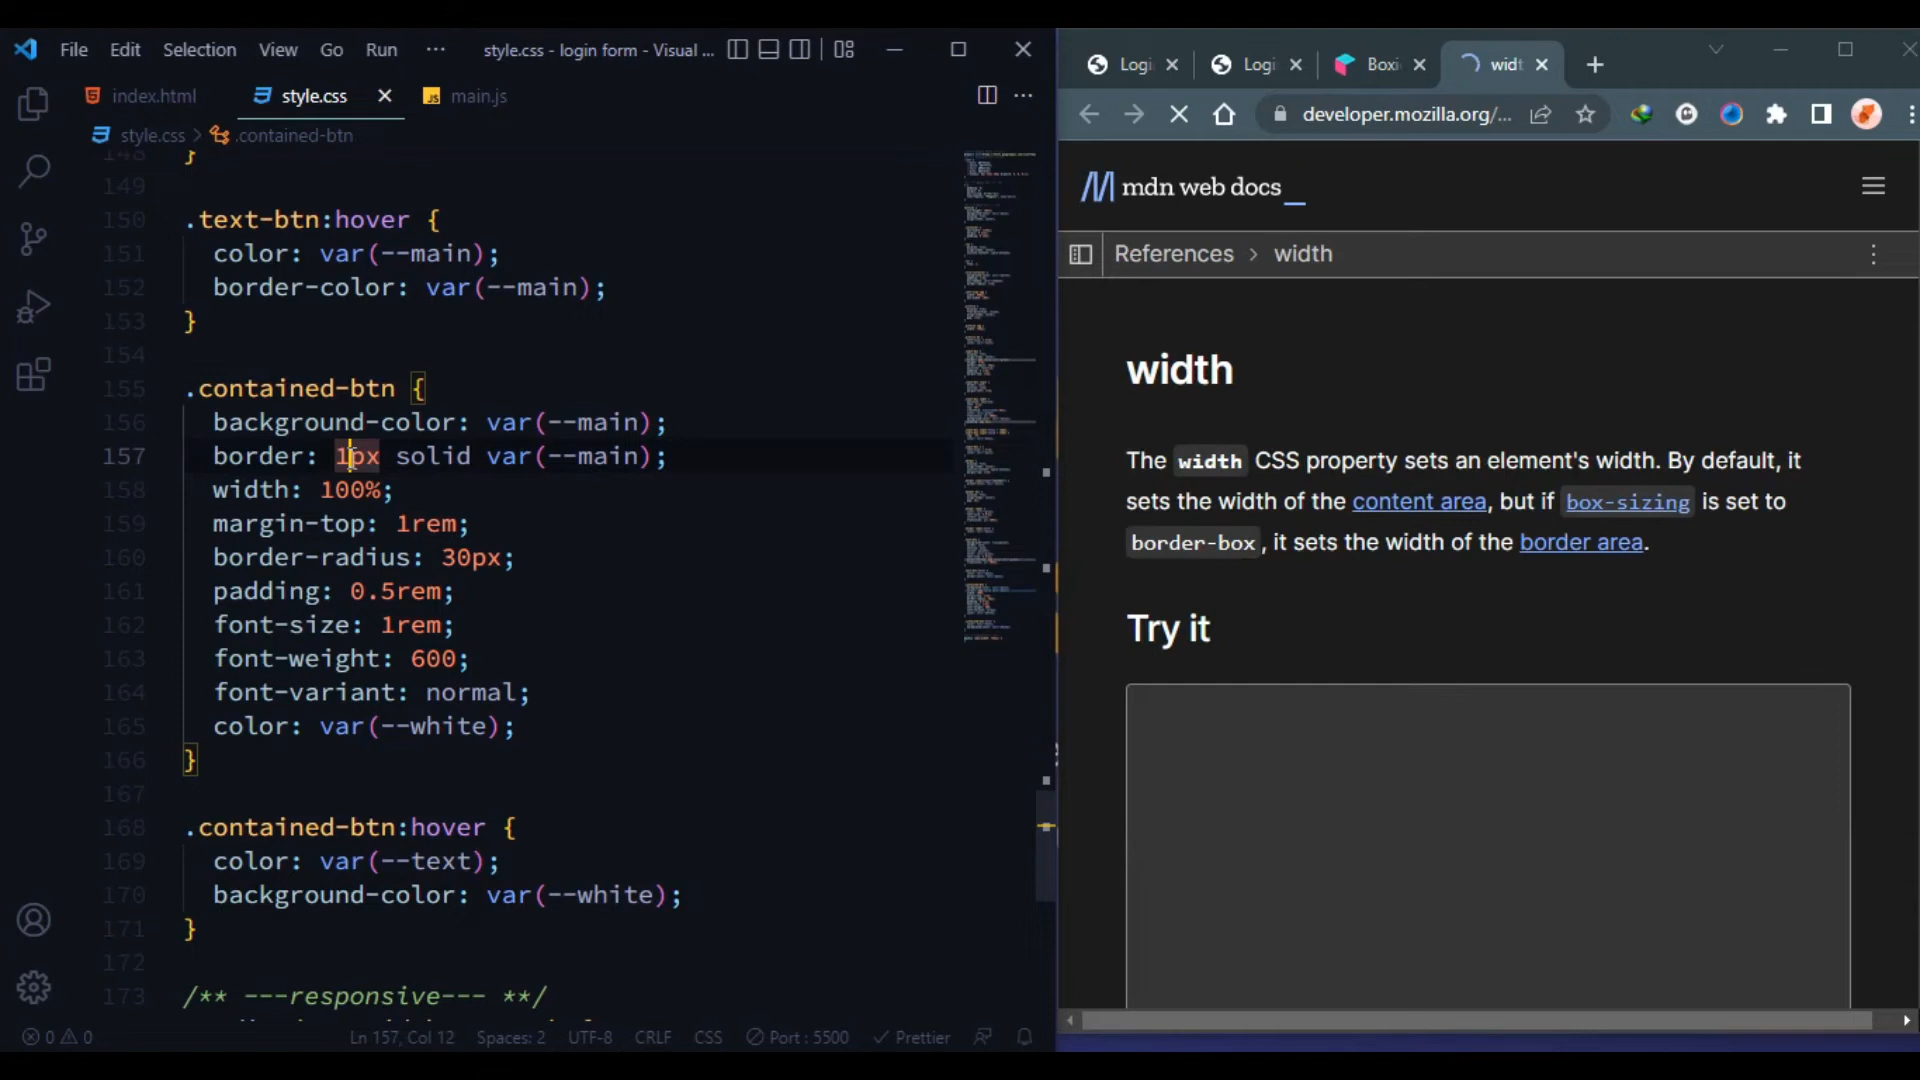 File Edit Selection View Go Run ··· style.css - login form - Visual ...
index.html style.css main.js
style.css > .contained-btn
148 }
149
150 .text-btn:hover {
151 color: var(--main);
152 border-color: var(--main);
153 }
154
155 .contained-btn {
156 background-color: var(--main);
157 border: 1px solid var(--main);
158 width: 100%;
159 margin-top: 1rem;
160 border-radius: 30px;
161 padding: 0.5rem;
162 font-size: 1rem;
163 font-weight: 600;
164 font-variant: normal;
165 color: var(--white);
166 }
167
168 .contained-btn:hover {
169 color: var(--text);
170 background-color: var(--white);
171 }
172
173 /** ---responsive--- **/
0 0 Ln 157, Col 12 Spaces: 2 UTF-8 CRLF CSS Port : 5500 Prettier
Logi Logi Boxi widt
developer.mozilla.org/...
mdn web docs_
References > width
width
The width CSS property sets an element's width. By default, it
sets the width of the content area, but if box-sizing is set to
border-box, it sets the width of the border area.
Try it